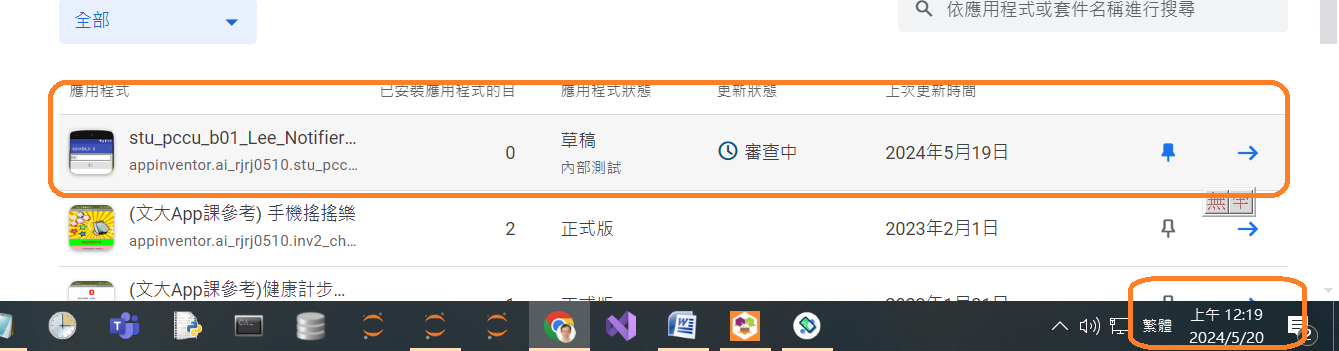 全部
依應用程式或套件名稱進行搜尋
應用程式 已安裝應用程式的目 應用程式狀態 更新狀態 上次更新時間
stu_pccu_b01_Lee_Notifier... 0 草稿 審查中 2024年5月19日
appinventor.ai_rjrj0510.stu_pcc... 內部測試
無 半
(文大App課參考) 手機搖搖樂 2 正式版 2023年2月1日
appinventor.ai_rjrj0510.inv2_ch...
(文大App課參考)健康計步...
繁體 上午 12:19
2024/5/20
2